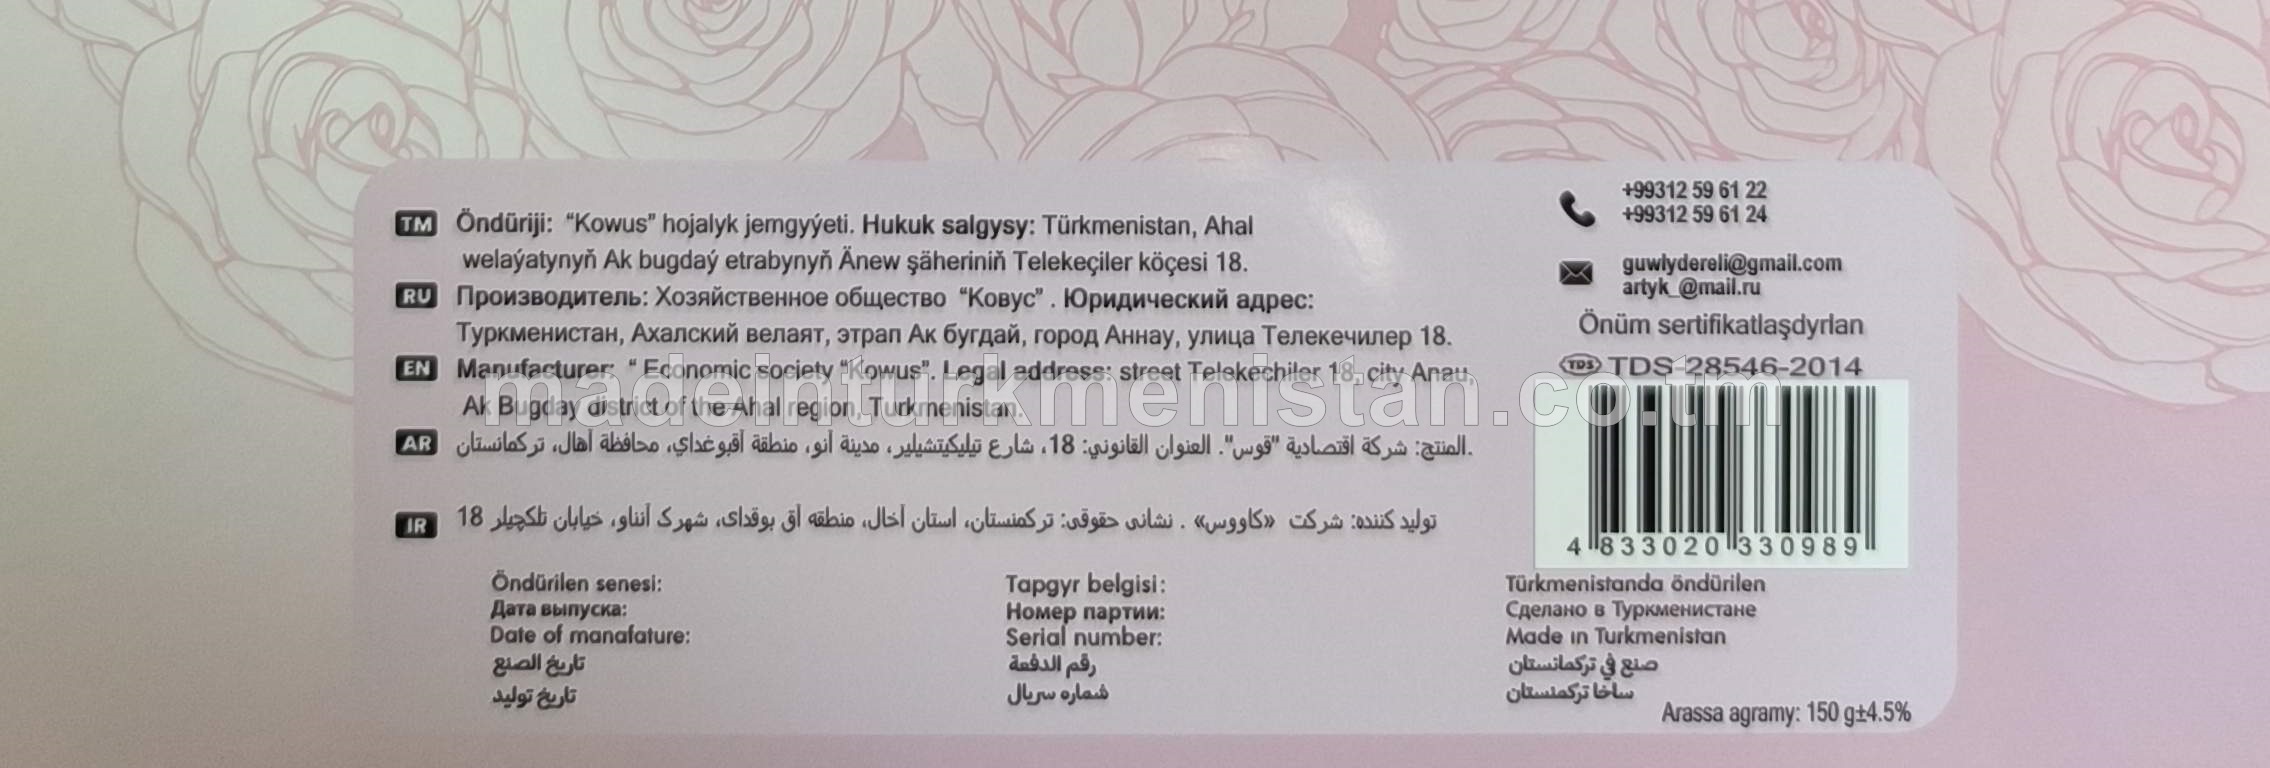 TM Öndüriji: “Kowus” hojalyk jemgyýeti. Hukuk salgysy: Türkmenistan, Ahal
welaýatynyň Ak bugdaý etrabynyň Änew şäheriniň Telekeçiler köçesi 18.
RU Производитель: Хозяйственное общество “Ковус” . Юридический адрес:
Туркменистан, Ахалский велаят, этрап Ак бугдай, город Аннау, улица Телекечилер 18.
EN Manufacturer: “ Economic society “Kowus”. Legal address: street Telekechiler 18, city Anau,
Ak Bugday district of the Ahal region, Turkmenistan.
AR المنتج: شركة اقتصادية "قوس". العنوان القانوني: 18، شارع تيليكيتشيلير، مدينة آنو، منطقة آقبوغداي، محافظة آهال، تركمانستان.
IR تولید کننده: شرکت «کاووس» . نشانی حقوقی: ترکمنستان، استان آخال، منطقه آق بوقدای، شهرک آنناو، خیابان تلکچیلر 18
+99312 59 61 22
+99312 59 61 24
guwlydereli@gmail.com
artyk_@mail.ru
Önüm sertifikatlaşdyrlan
TDS TDS 28546-2014
madeinturkmenistan.co.tm
4 833020 330989
Öndürilen senesi:
Дата выпуска:
Date of manafature:
تاريخ الصنع
تاریخ تولید
Tapgyr belgisi:
Номер партии:
Serial number:
رقم الدفعة
شماره سریال
Türkmenistanda öndürilen
Сделано в Туркменистане
Made in Turkmenistan
صنع في تركمانستان
ساخا ترکمنستان
Arassa agramy: 150 g±4.5%